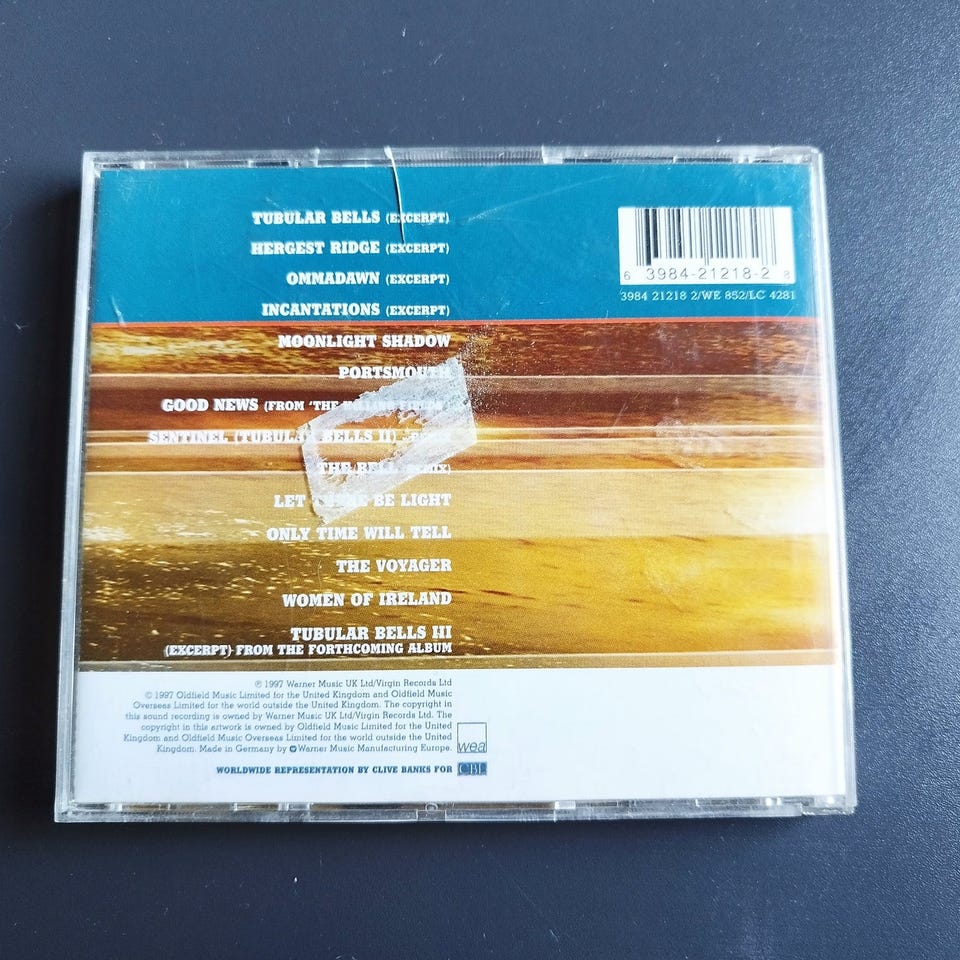 TUBULAR BELLS (EXCERPT)
HERGEST RIDGE (EXCERPT)
OMMADAWN (EXCERPT)
INCANTATIONS (EXCERPT)
MOONLIGHT SHADOW
PORTSMOUTH
GOOD NEWS (FROM 'THE
SENTINEL (TUBULAR BELLS II)
THE BELL (REMIX)
LET THERE BE LIGHT
ONLY TIME WILL TELL
THE VOYAGER
WOMEN OF IRELAND
TUBULAR BELLS III
(EXCERPT) FROM THE FORTHCOMING ALBUM
6 3984-21218-2 8
3984 21218 2/WE 852/LC 4281
℗ 1997 Warner Music UK Ltd/Virgin Records Ltd
© 1997 Oldfield Music Limited for the United Kingdom and Oldfield Music
Overseas Limited for the world outside the United Kingdom. The copyright in
this sound recording is owned by Warner Music UK Ltd/Virgin Records Ltd. The
copyright in this artwork is owned by Oldfield Music Limited for the United
Kingdom and Oldfield Music Overseas Limited for the world outside the United
Kingdom. Made in Germany by Warner Music Manufacturing Europe.
wea
WORLDWIDE REPRESENTATION BY CLIVE BANKS FOR CBL